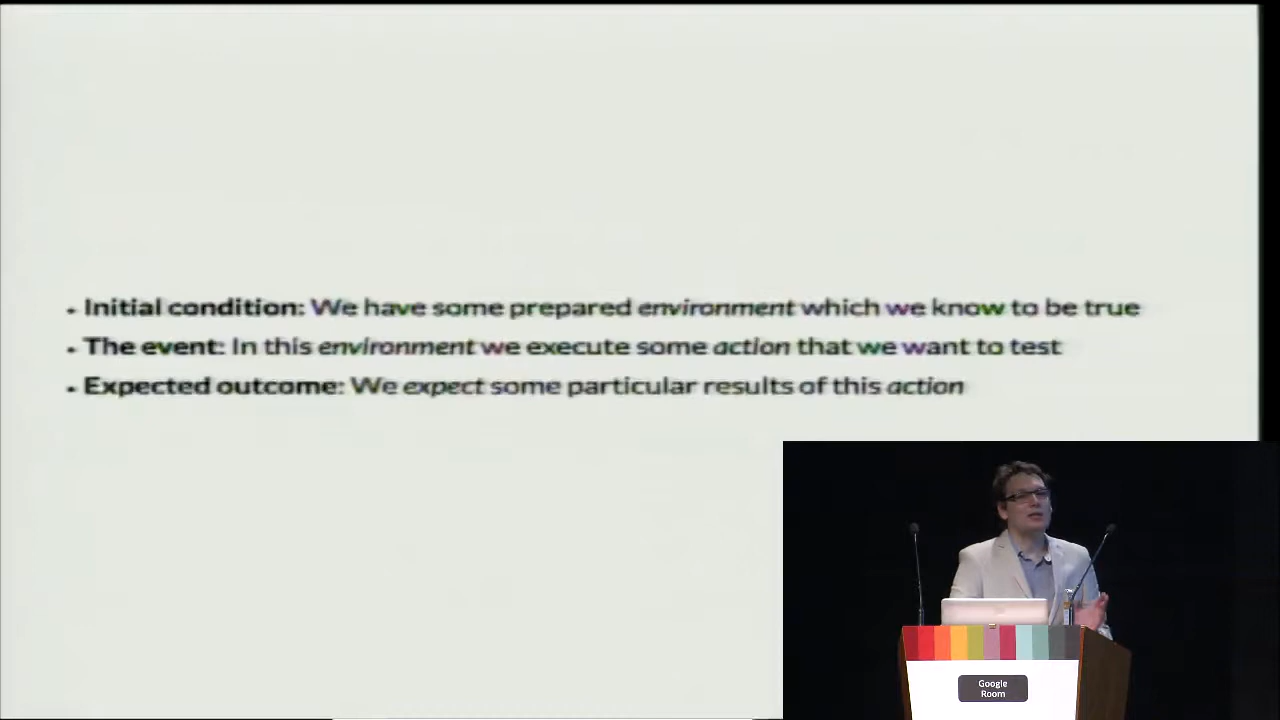 • Initial condition: We have some prepared environment which we know to be true
• The event: In this environment we execute some action that we want to test
• Expected outcome: We expect some particular results of this action
Google
Room